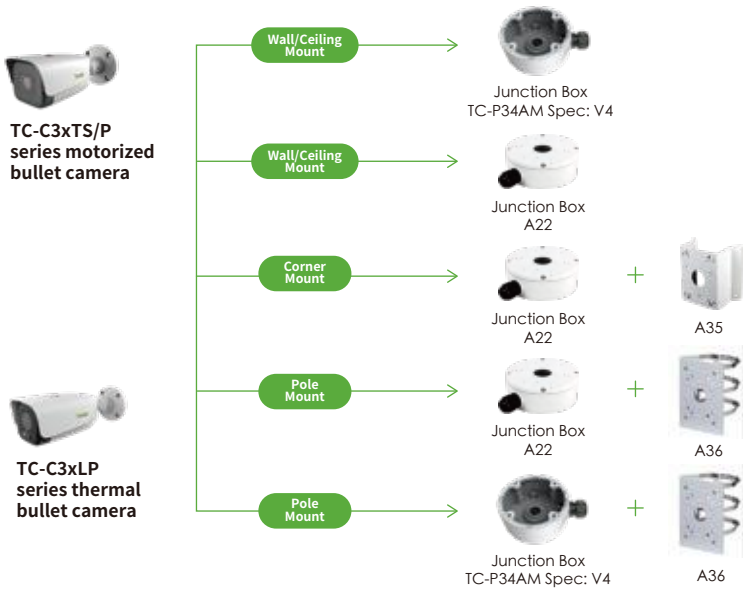 TC-C3xTS/P
series motorized
bullet camera
TC-C3xLP
series thermal
bullet camera
Wall/Ceiling
Mount
Junction Box
TC-P34AM Spec: V4
Wall/Ceiling
Mount
Junction Box
A22
Corner
Mount
Junction Box
A22
+
A35
Pole
Mount
Junction Box
A22
+
A36
Pole
Mount
Junction Box
TC-P34AM Spec: V4
+
A36